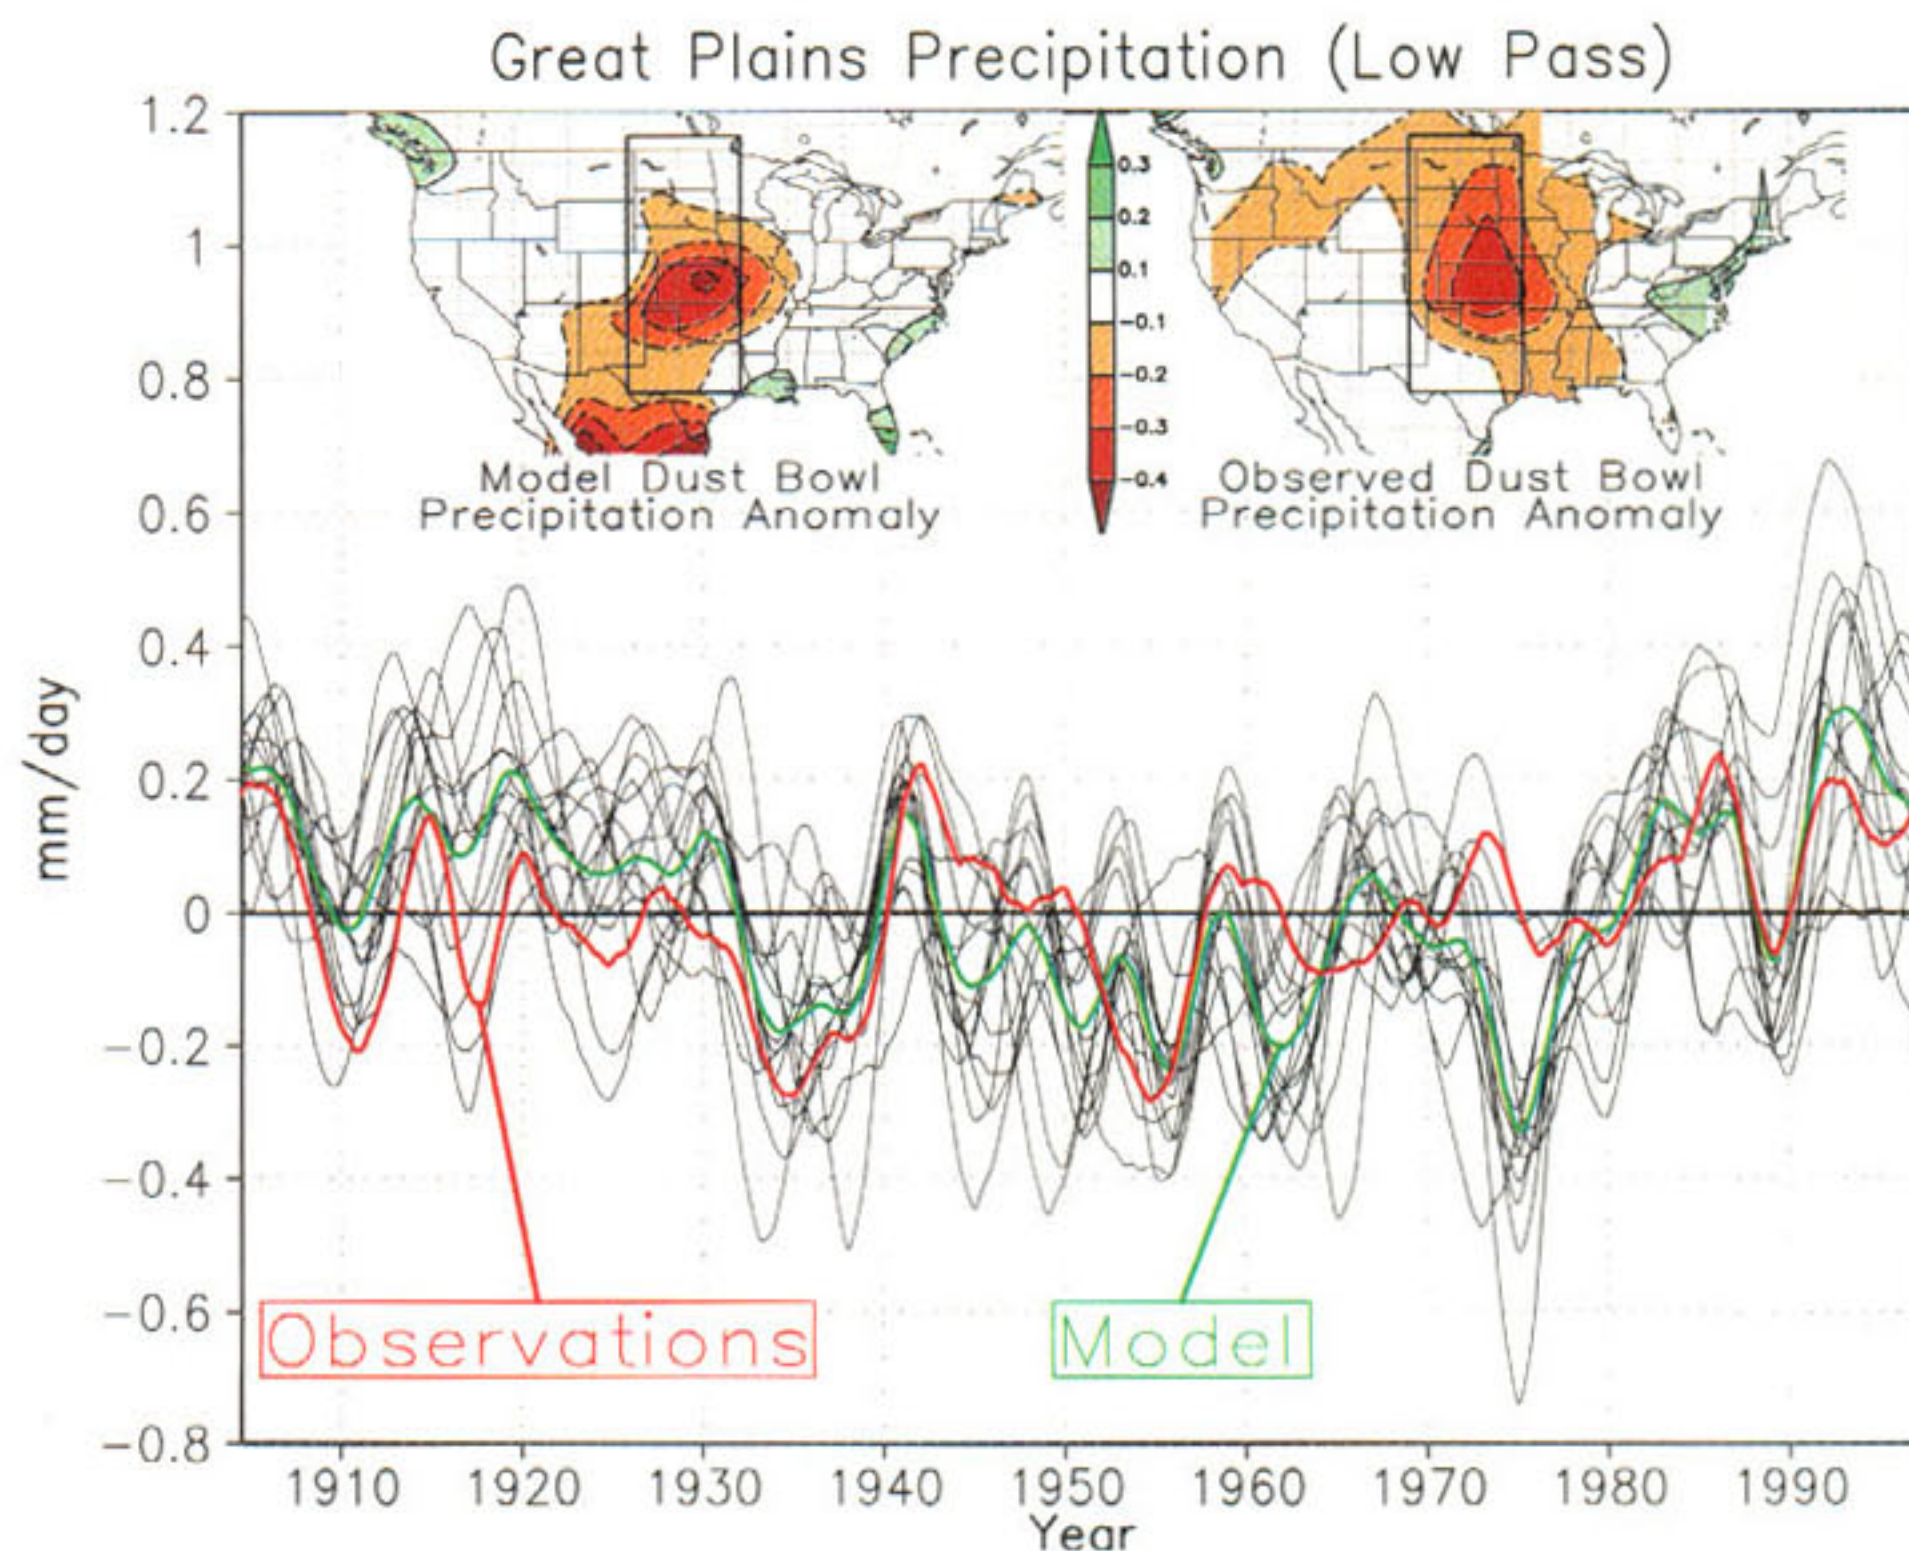 Great Plains Precipitation (Low Pass)
1.2
1
0.8
0.6
0.4
0.2
0
−0.2
−0.4
−0.6
−0.8
mm/day
0.3
0.2
0.1
−0.1
−0.2
−0.3
−0.4
Model Dust Bowl
Precipitation Anomaly
Observed Dust Bowl
Precipitation Anomaly
Observations
Model
1910 1920 1930 1940 1950 1960 1970 1980 1990
Year